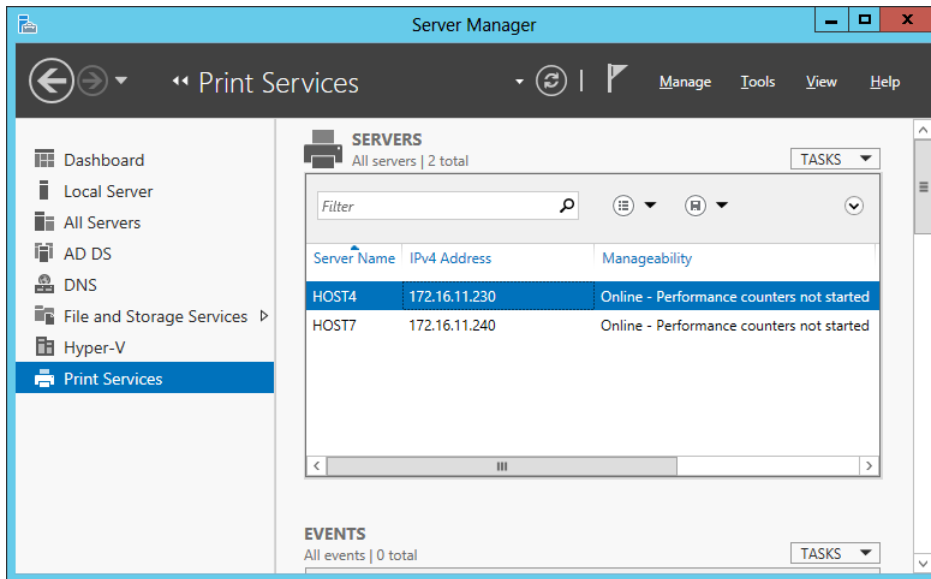 Server Manager
Print Services
Manage Tools View Help
Dashboard
Local Server
All Servers
AD DS
DNS
File and Storage Services
Hyper-V
Print Services
SERVERS
All servers | 2 total
TASKS
Filter
Server Name IPv4 Address Manageability
HOST4 172.16.11.230 Online - Performance counters not started
HOST7 172.16.11.240 Online - Performance counters not started
EVENTS
All events | 0 total
TASKS